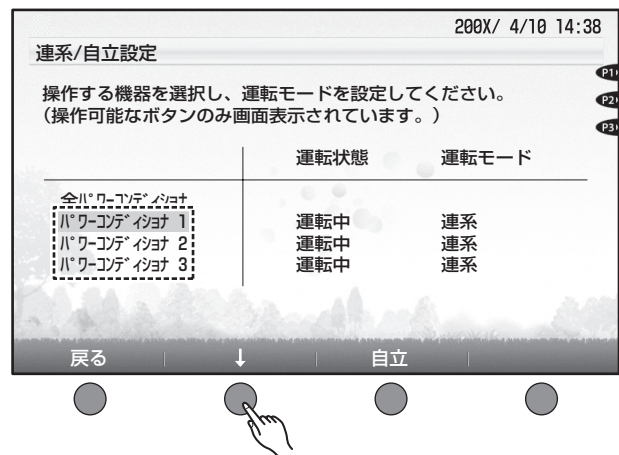 200X/ 4/10 14:38
連系/自立設定
P1
操作する機器を選択し、運転モードを設定してください。
P2
(操作可能なボタンのみ画面表示されています。)
P3
運転状態 運転モード
全ﾊﾟﾜｰｺﾝﾃﾞｨｼｮﾅ
ﾊﾟﾜｰｺﾝﾃﾞｨｼｮﾅ 1 運転中 連系
ﾊﾟﾜｰｺﾝﾃﾞｨｼｮﾅ 2 運転中 連系
ﾊﾟﾜｰｺﾝﾃﾞｨｼｮﾅ 3 運転中 連系
戻る ↓ 自立